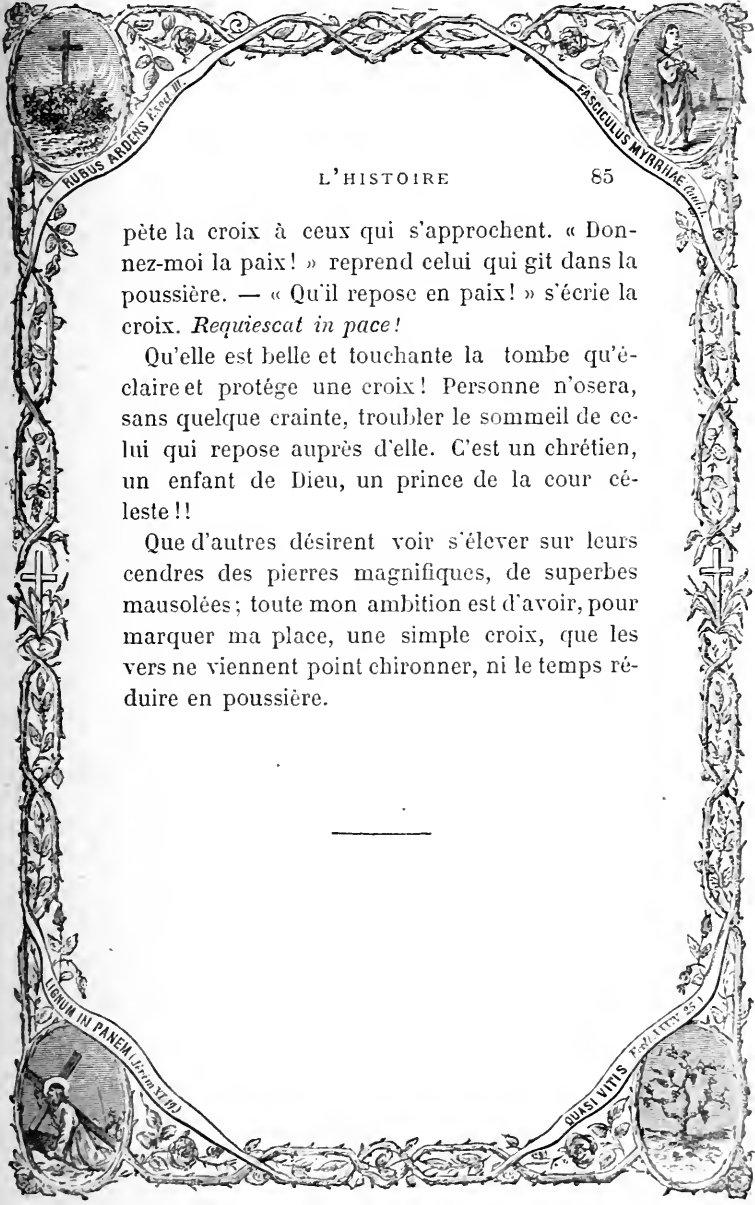 RUBUS ARDENS Exod. III.
FASCICULUS MYRRHAE Cant. I.
L'HISTOIRE 85
pète la croix à ceux qui s'approchent. « Don-
nez-moi la paix! » reprend celui qui git dans la
poussière. — « Qu'il repose en paix! » s'écrie la
croix. Requiescat in pace!
Qu'elle est belle et touchante la tombe qu'é-
claire et protége une croix! Personne n'osera,
sans quelque crainte, troubler le sommeil de ce-
lui qui repose auprès d'elle. C'est un chrétien,
un enfant de Dieu, un prince de la cour cé-
leste!!
Que d'autres désirent voir s'élever sur leurs
cendres des pierres magnifiques, de superbes
mausolées; toute mon ambition est d'avoir, pour
marquer ma place, une simple croix, que les
vers ne viennent point chironner, ni le temps ré-
duire en poussière.
LIGNUM IN PANEM (Jérém XI. 19)
QUASI VITIS